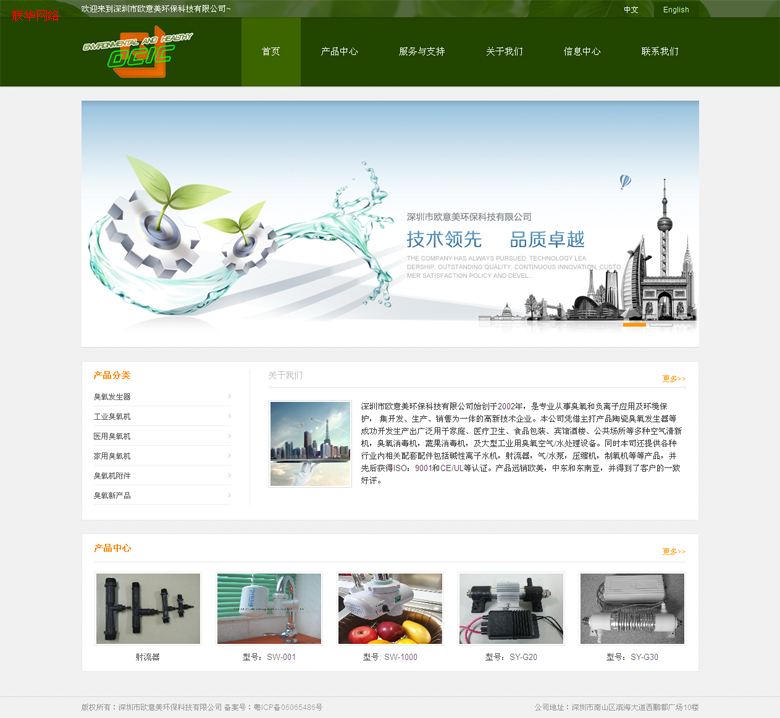 联华网络
欢迎来到深圳市欧意美环保科技有限公司~
中文 English
ENVIRONMENTAL AND HEALTHY
OCIC
首页 产品中心 服务与支持 关于我们 信息中心 联系我们
深圳市欧意美环保科技有限公司
技术领先 品质卓越
THE COMPANY HAS ALWAYS PURSUED: TECHNOLOGY LEA
DERSHIP, OUTSTANDING QUALITY, CONTINUOUS INNOVATION, CUSTO
MER SATISFACTION POLICY AND DEVEL...
产品分类
臭氧发生器
工业臭氧机
医用臭氧机
家用臭氧机
臭氧机附件
臭氧新产品
关于我们 更多>>
深圳市欧意美环保科技有限公司始创于2002年，是专业从事臭氧和负离子应用及环境保
护， 集开发、生产、销售为一体的高新技术企业。本公司凭借主打产品陶瓷臭氧发生器等
成功开发生产出广泛用于家庭、医疗卫生、食品包装、宾馆酒楼、公共场所等多种空气清新
机，臭氧消毒机，蔬果消毒机，及大型工业用臭氧空气/水处理设备。同时本司还提供各种
行业内相关配套配件包括碱性离子水机，射流器，气/水泵，压缩机，制氧机等等产品，并
先后获得ISO：9001和CE/UL等认证。产品远销欧美，中东和东南亚，并得到了客户的一致
好评。
产品中心 更多>>
射流器 型号：SW-001 型号: SW-1000 型号：SY-G20 型号：SY-G30
版权所有：深圳市欧意美环保科技有限公司 备案号：粤ICP备06065486号 公司地址：深圳市南山区滨海大道西鹏都广场10楼